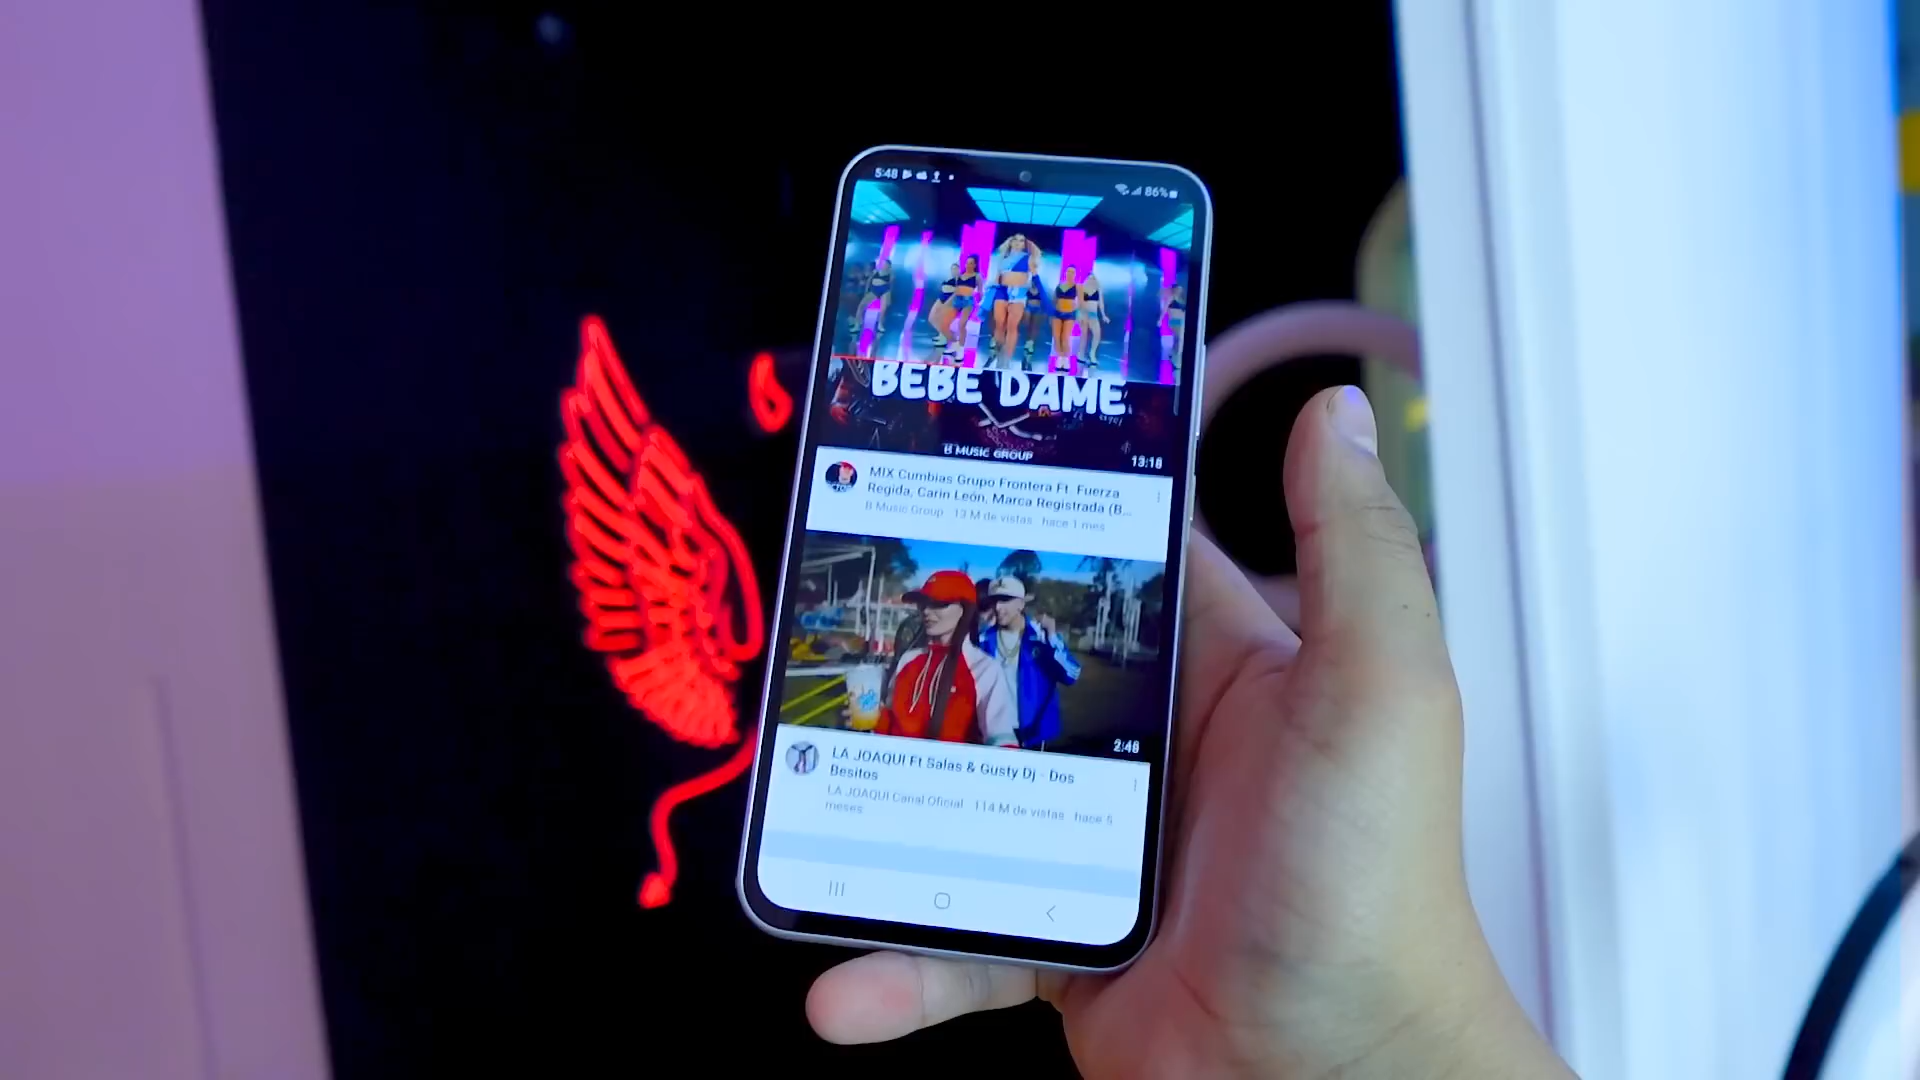 5:48
86%
BEBE DAME
B MUSIC GROUP
13:18
MIX Cumbias Grupo Frontera Ft. Fuerza
Regida, Carin León, Marca Registrada (B...
B Music Group · 13 M de vistas · hace 1 mes
2:48
LA JOAQUI Ft Salas & Gusty Dj - Dos
Besitos
LA JOAQUI Canal Oficial · 114 M de vistas · hace 5
meses